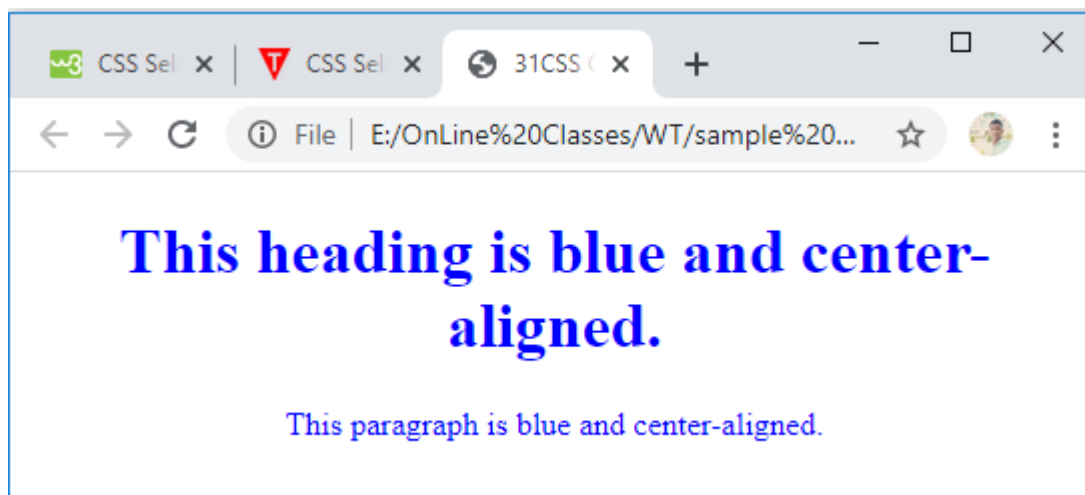 CSS Sel CSS Sel 31CSS
File E:/OnLine%20Classes/WT/sample%20...
This heading is blue and center-
aligned.
This paragraph is blue and center-aligned.